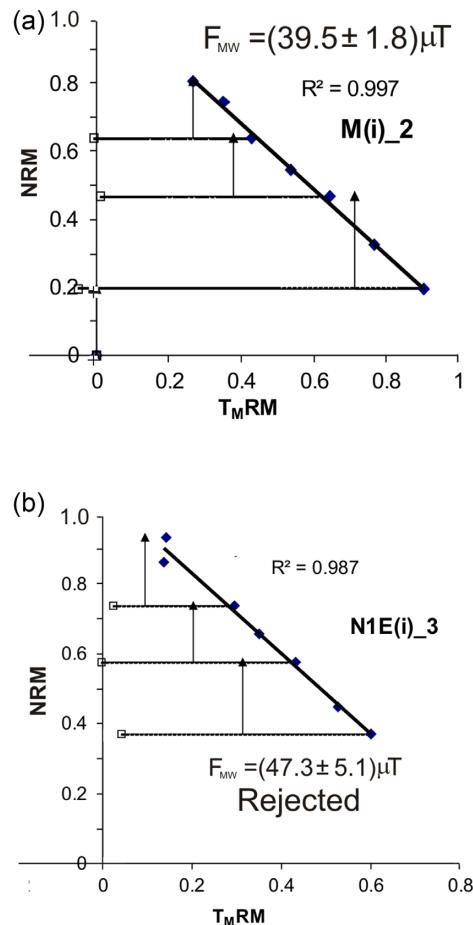 (a)
1.0
F_MW =(39.5± 1.8)μT
R² = 0.997
0.8
M(i)_2
0.6
NRM
0.4
0.2
0
0 0.2 0.4 0.6 0.8 1
T_MRM
(b)
1.0
R² = 0.987
0.8
N1E(i)_3
0.6
NRM
0.4
F_MW =(47.3± 5.1)μT
Rejected
0.2
0
0 0.2 0.4 0.6 0.8
T_MRM